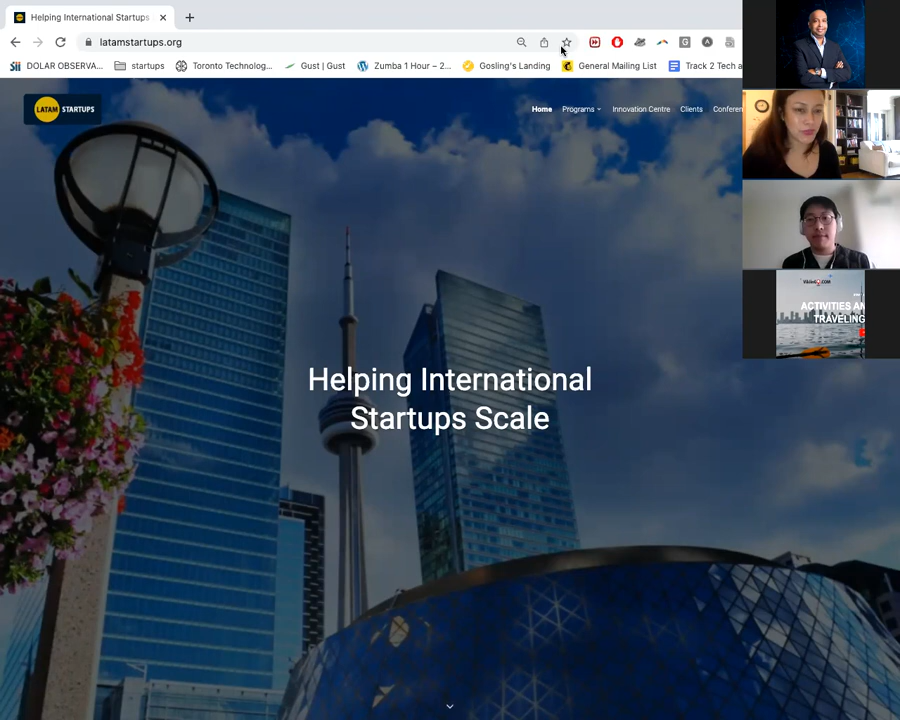 Helping International Startups
latamstartups.org
DOLAR OBSERVA... startups Toronto Technolog... Gust | Gust Zumba 1 Hour – 2... Gosling's Landing General Mailing List Track 2 Tech a
LATAM STARTUPS
Home Programs Innovation Centre Clients Conferen
Helping International
Startups Scale
ACTIVITIES AN
TRAVELING